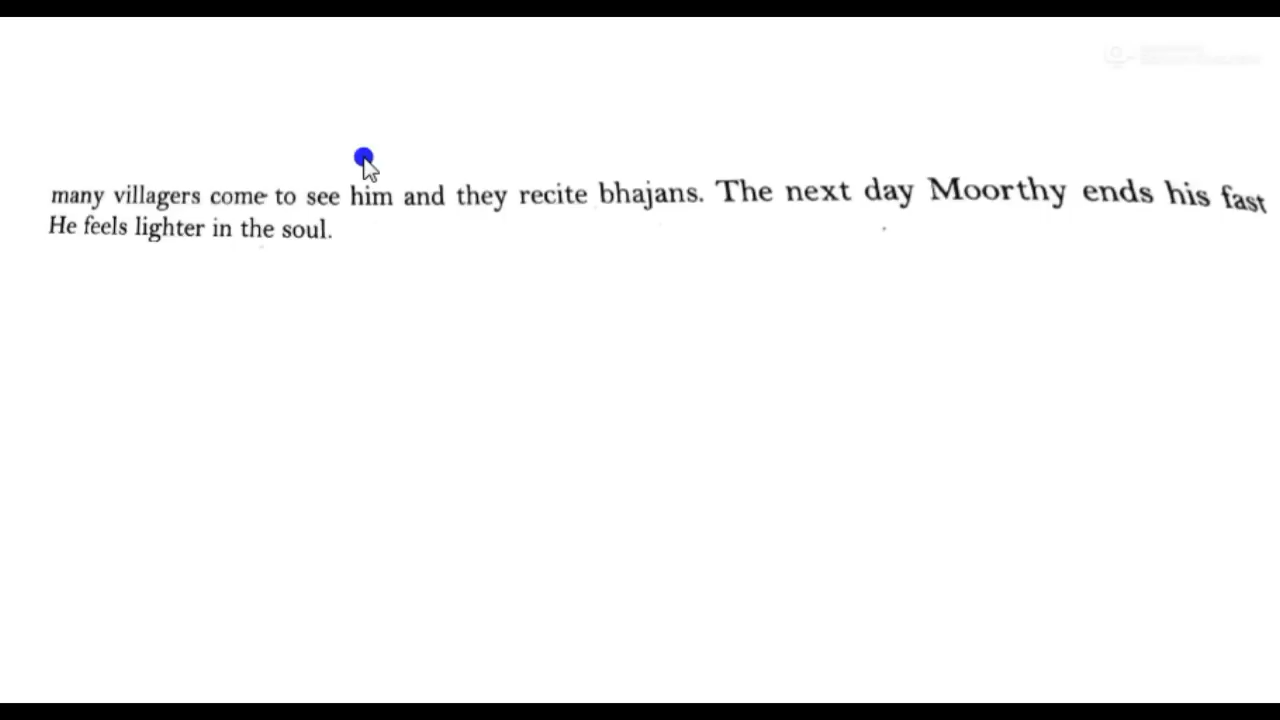 many villagers come to see him and they recite bhajans. The next day Moorthy ends his fast
He feels lighter in the soul.